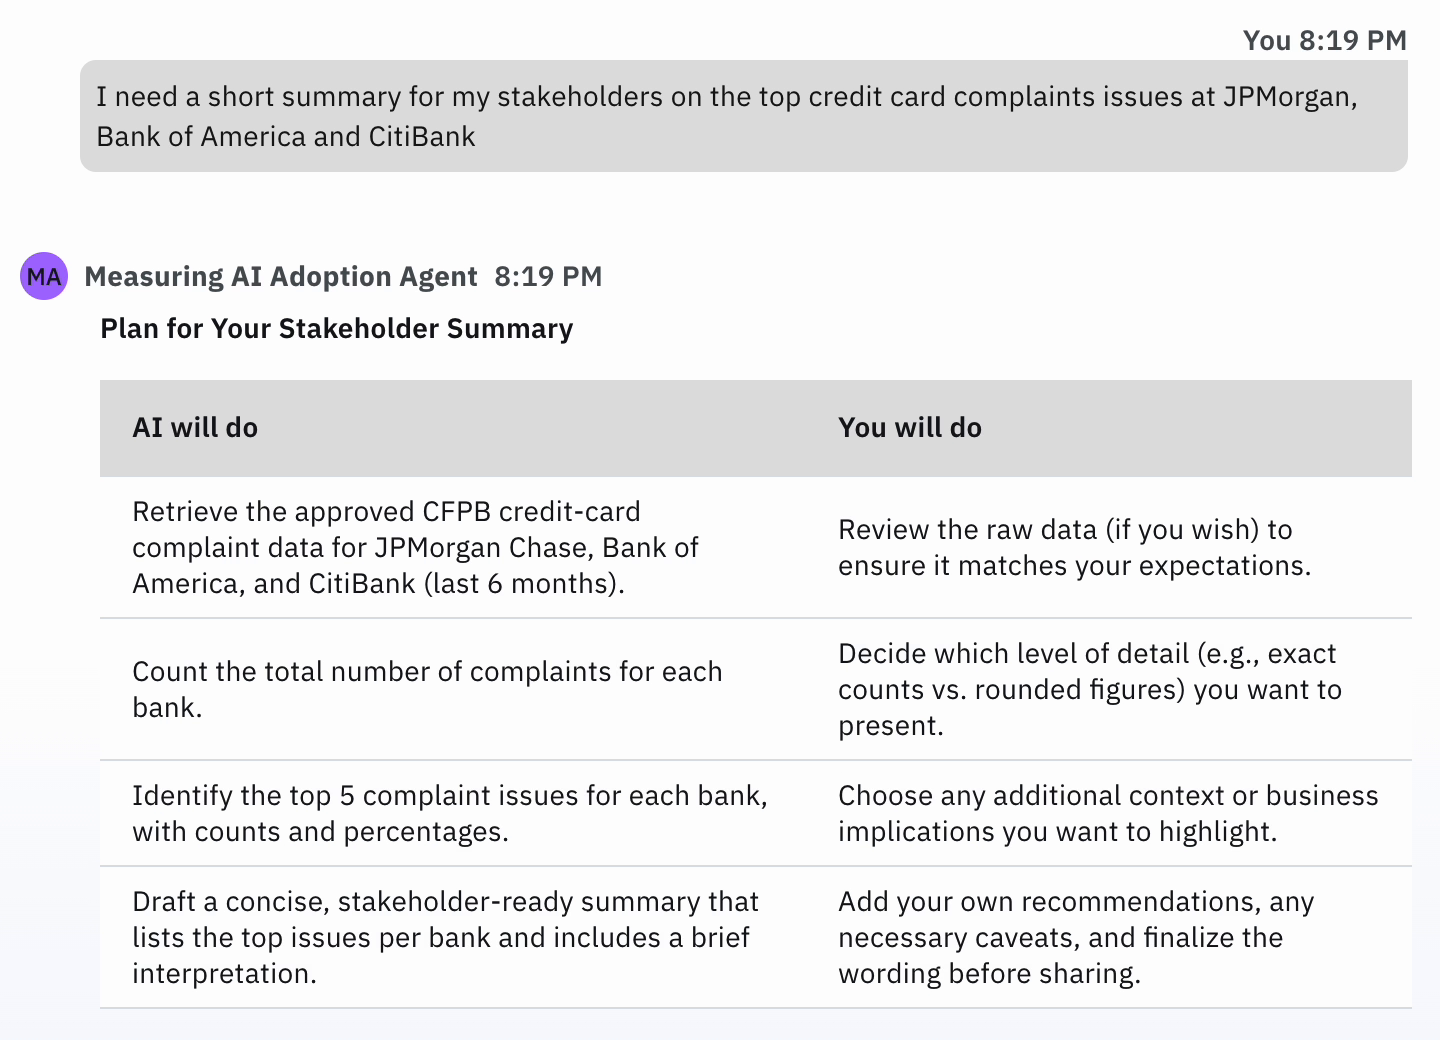 You 8:19 PM
I need a short summary for my stakeholders on the top credit card complaints issues at JPMorgan,
Bank of America and CitiBank
MA Measuring AI Adoption Agent 8:19 PM
Plan for Your Stakeholder Summary
AI will do
You will do
Retrieve the approved CFPB credit-card
complaint data for JPMorgan Chase, Bank of
America, and CitiBank (last 6 months).
Review the raw data (if you wish) to
ensure it matches your expectations.
Count the total number of complaints for each
bank.
Decide which level of detail (e.g., exact
counts vs. rounded figures) you want to
present.
Identify the top 5 complaint issues for each bank,
with counts and percentages.
Choose any additional context or business
implications you want to highlight.
Draft a concise, stakeholder-ready summary that
lists the top issues per bank and includes a brief
interpretation.
Add your own recommendations, any
necessary caveats, and finalize the
wording before sharing.